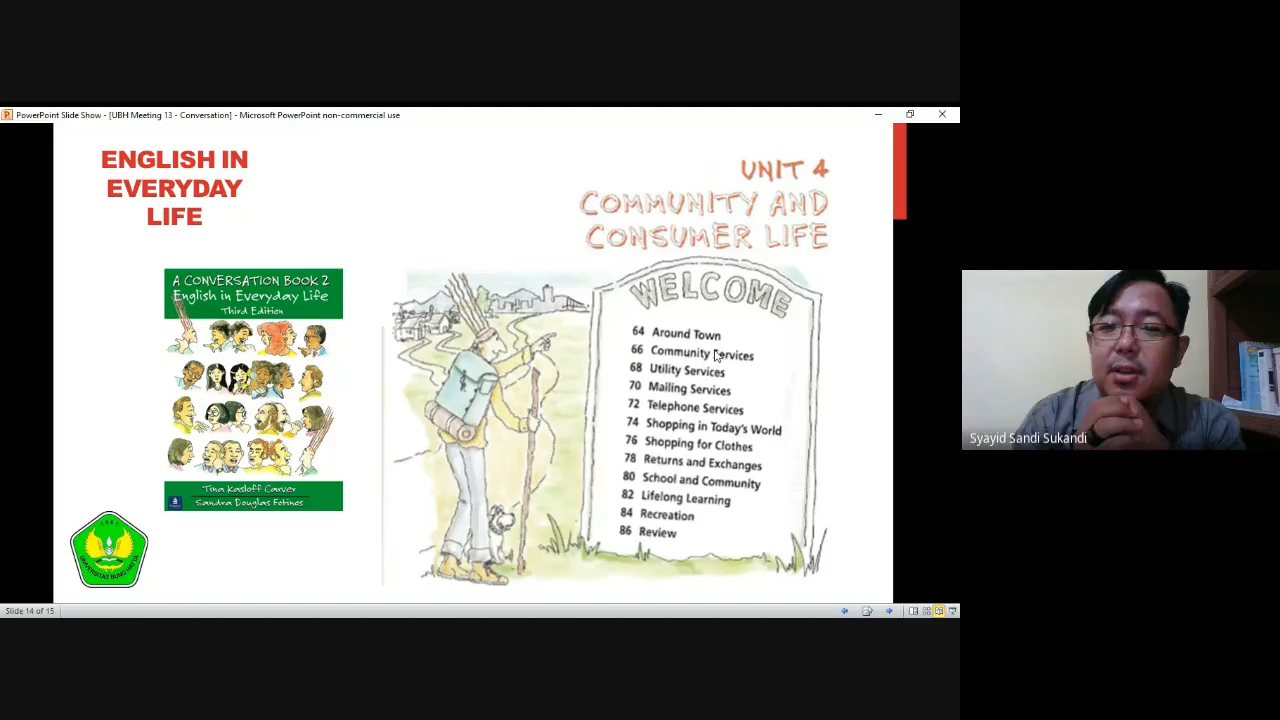 PowerPoint Slide Show - [UBH Meeting 13 - Conversation] - Microsoft PowerPoint non-commercial use
ENGLISH IN
EVERYDAY
LIFE
A CONVERSATION BOOK 2
English in Everyday Life
Third Edition
Tina Kasloff Carver
Sandra Douglas Fotinos
1981
UNIVERSITAS BUNG HATTA
UNIT 4
COMMUNITY AND
CONSUMER LIFE
WELCOME
64 Around Town
66 Community Services
68 Utility Services
70 Mailing Services
72 Telephone Services
74 Shopping in Today's World
76 Shopping for Clothes
78 Returns and Exchanges
80 School and Community
82 Lifelong Learning
84 Recreation
86 Review
Syayid Sandi Sukandi
Slide 14 of 15